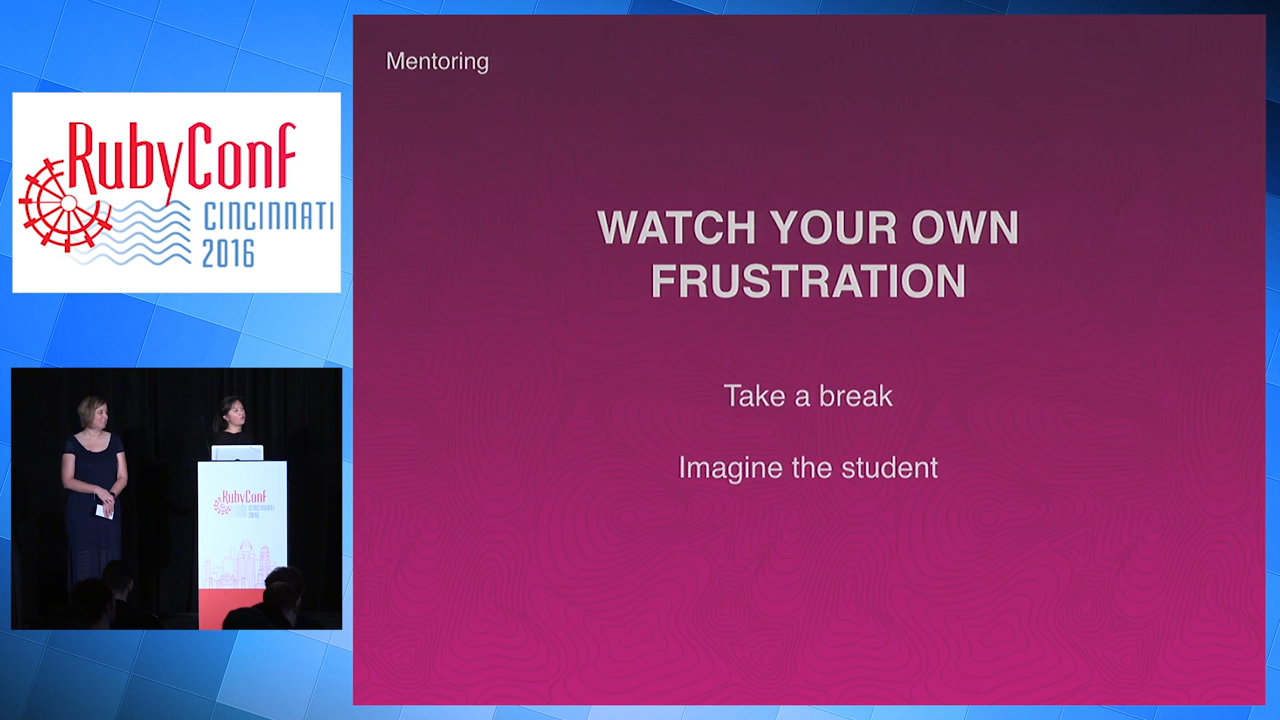 Mentoring
RubyConf
CINCINNATI
2016
WATCH YOUR OWN
FRUSTRATION
Take a break
Imagine the student
RubyConf
CINCINNATI
2016